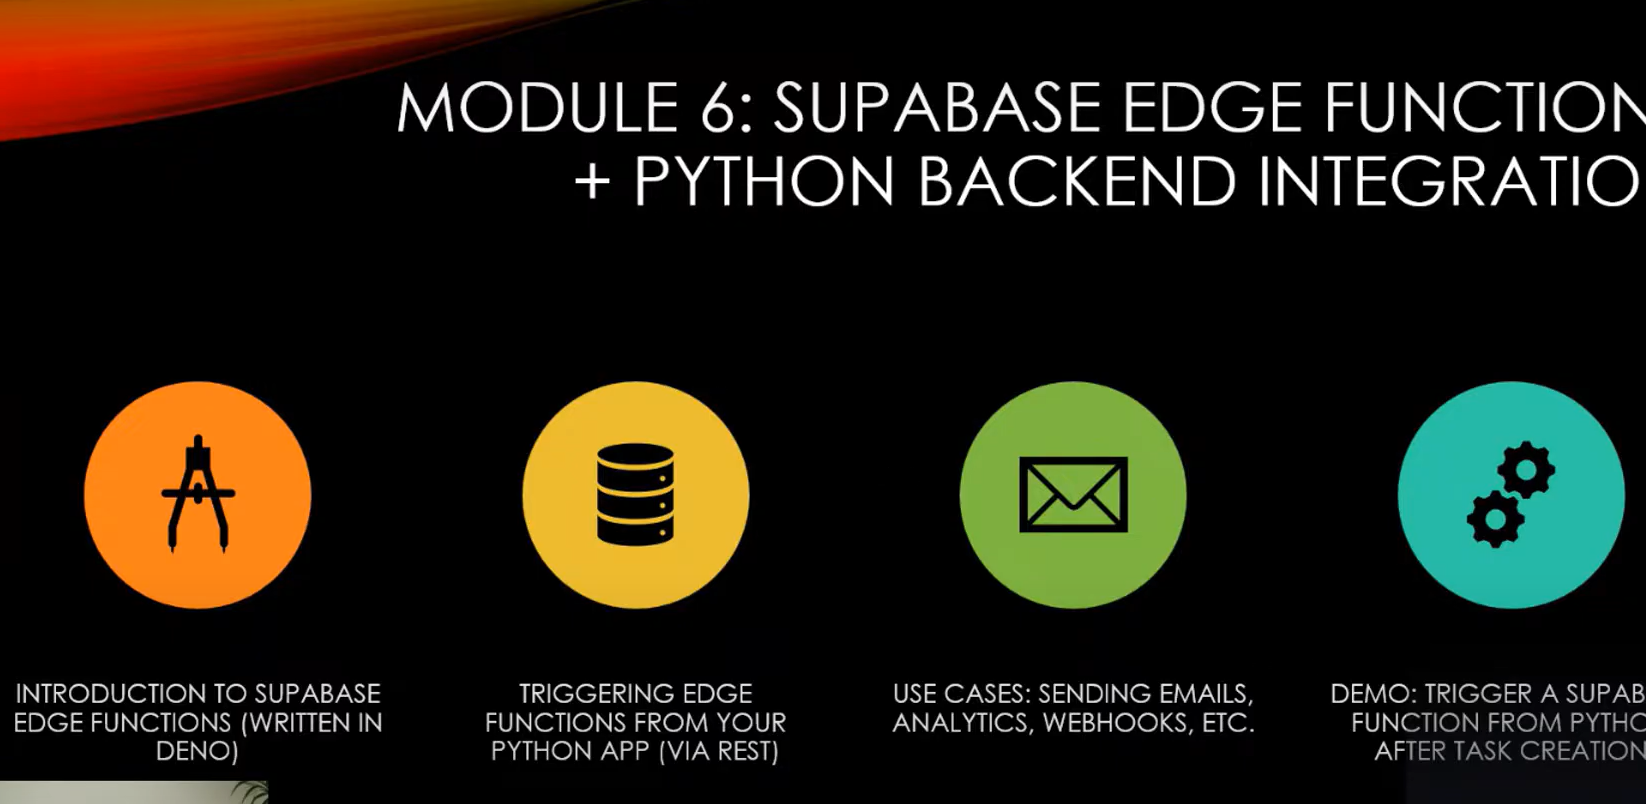 MODULE 6: SUPABASE EDGE FUNCTION
+ PYTHON BACKEND INTEGRATIO
INTRODUCTION TO SUPABASE
EDGE FUNCTIONS (WRITTEN IN
DENO)
TRIGGERING EDGE
FUNCTIONS FROM YOUR
PYTHON APP (VIA REST)
USE CASES: SENDING EMAILS,
ANALYTICS, WEBHOOKS, ETC.
DEMO: TRIGGER A SUPAB
FUNCTION FROM PYTHO
AFTER TASK CREATION